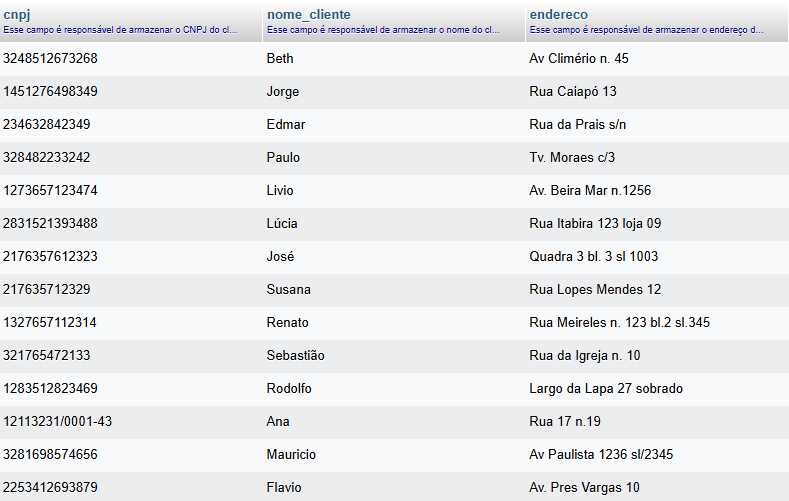 cnpj nome_cliente endereco
Esse campo é responsável de armazenar o CNPJ do cl... Esse campo é responsável de armazenar o nome do cl... Esse campo é responsável de armazenar o endereço d...
3248512673268 Beth Av Climério n. 45
1451276498349 Jorge Rua Caiapó 13
234632842349 Edmar Rua da Prais s/n
328482233242 Paulo Tv. Moraes c/3
1273657123474 Livio Av. Beira Mar n.1256
2831521393488 Lúcia Rua Itabira 123 loja 09
2176357612323 José Quadra 3 bl. 3 sl 1003
217635712329 Susana Rua Lopes Mendes 12
1327657112314 Renato Rua Meireles n. 123 bl.2 sl.345
321765472133 Sebastião Rua da Igreja n. 10
1283512823469 Rodolfo Largo da Lapa 27 sobrado
12113231/0001-43 Ana Rua 17 n.19
3281698574656 Mauricio Av Paulista 1236 sl/2345
2253412693879 Flavio Av. Pres Vargas 10